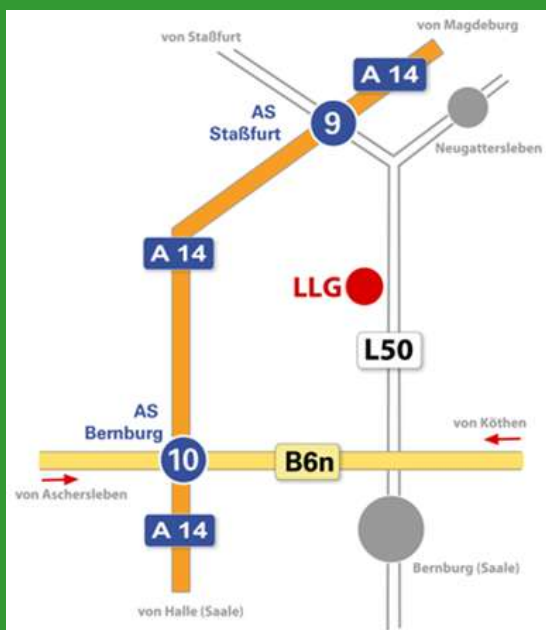 von Magdeburg
von Staßfurt
A 14
AS
Staßfurt
9
Neugattersleben
A 14
LLG
L50
AS
Bernburg
von Köthen
10
B6n
von Aschersleben
A 14
Bernburg (Saale)
von Halle (Saale)